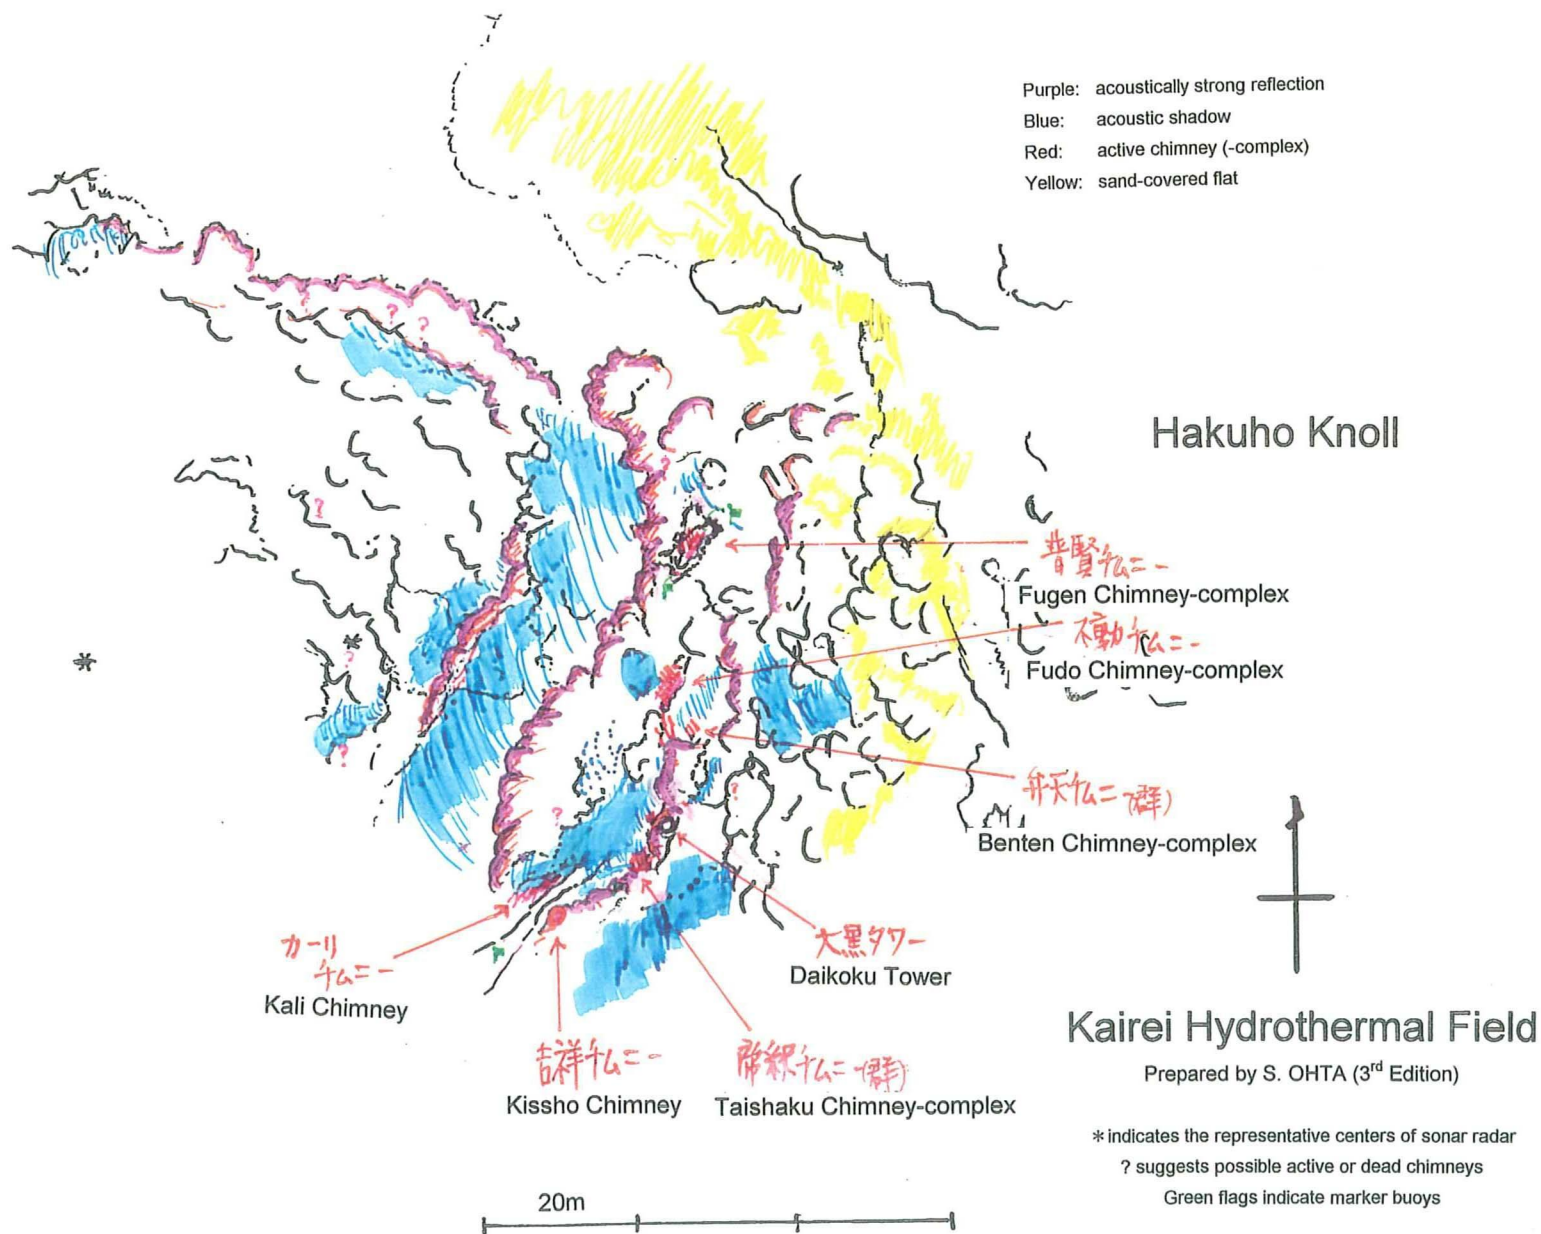 Purple: acoustically strong reflection
Blue: acoustic shadow
Red: active chimney (-complex)
Yellow: sand-covered flat
Hakuho Knoll
普賢チムニー
Fugen Chimney-complex
不動チムニー
Fudo Chimney-complex
弁天チムニー(群)
Benten Chimney-complex
大黒タワー
Daikoku Tower
カーリ
チムニー
Kali Chimney
吉祥チムニー
Kissho Chimney
帝釈チムニー(群)
Taishaku Chimney-complex
Kairei Hydrothermal Field
Prepared by S. OHTA (3rd Edition)
* indicates the representative centers of sonar radar
? suggests possible active or dead chimneys
Green flags indicate marker buoys
20m